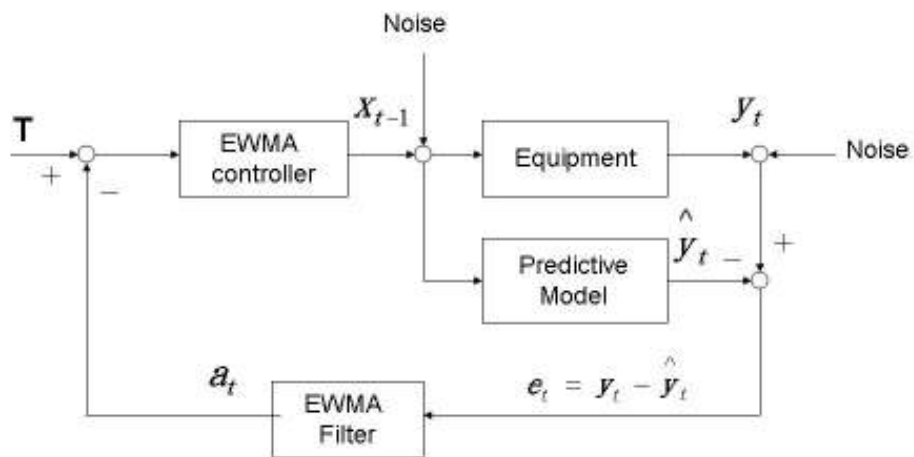 Noise
T
+
−
EWMA
controller
x_{t−1}
Equipment
y_t
Noise
Predictive
Model
ŷ_t −
+
a_t
EWMA
Filter
e_t = y_t − ŷ_t